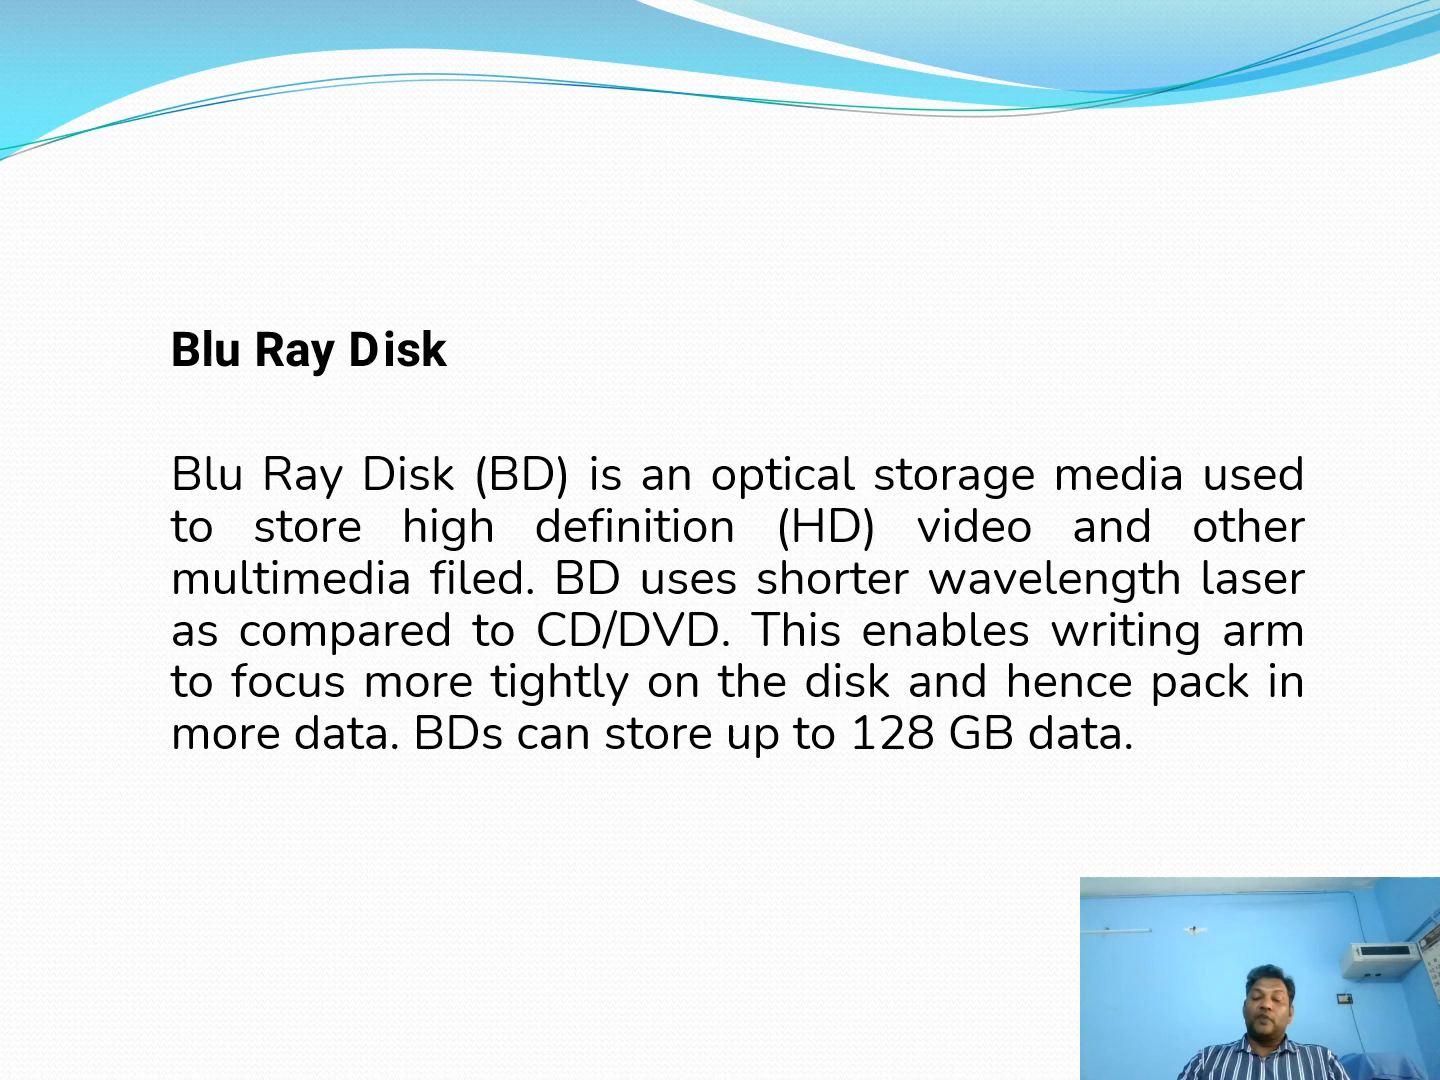 Blu Ray Disk
Blu Ray Disk (BD) is an optical storage media used
to store high definition (HD) video and other
multimedia filed. BD uses shorter wavelength laser
as compared to CD/DVD. This enables writing arm
to focus more tightly on the disk and hence pack in
more data. BDs can store up to 128 GB data.